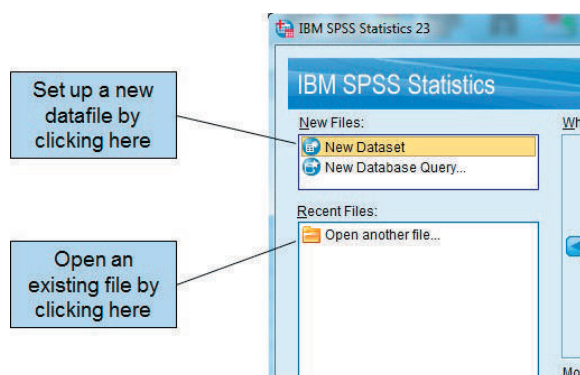 IBM SPSS Statistics 23
IBM SPSS Statistics
Set up a new
datafile by
clicking here
New Files:
New Dataset
New Database Query...
Recent Files:
Open another file...
Open an
existing file by
clicking here